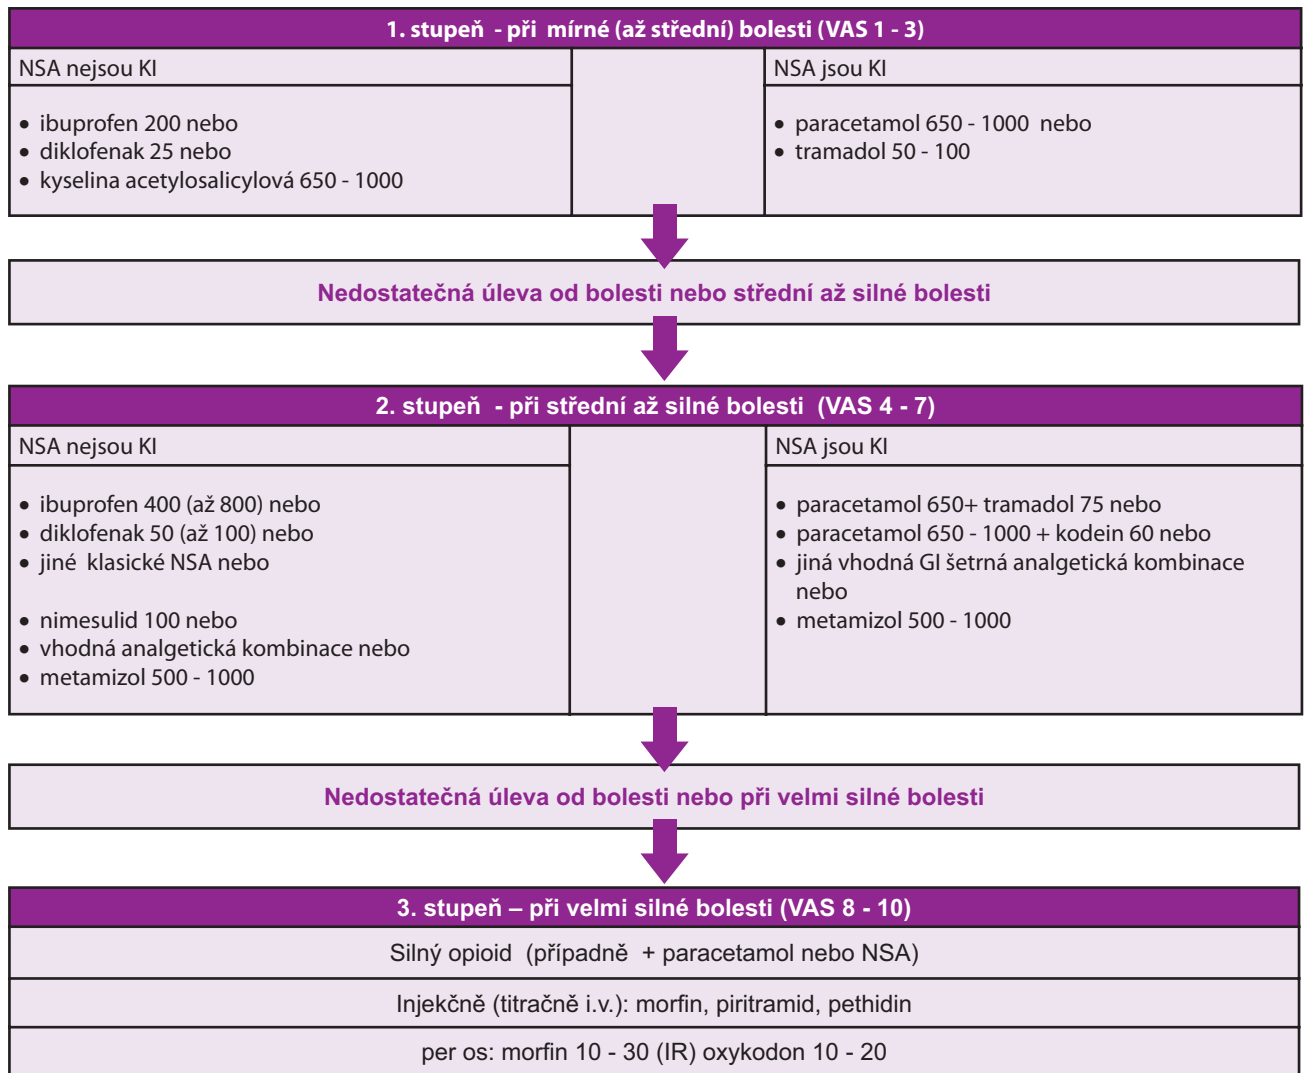 1. stupeň - při mírné (až střední) bolesti (VAS 1 - 3)
NSA nejsou KI
• ibuprofen 200 nebo
• diklofenak 25 nebo
• kyselina acetylosalicylová 650 - 1000
NSA jsou KI
• paracetamol 650 - 1000 nebo
• tramadol 50 - 100
Nedostatečná úleva od bolesti nebo střední až silné bolesti
2. stupeň - při střední až silné bolesti (VAS 4 - 7)
NSA nejsou KI
• ibuprofen 400 (až 800) nebo
• diklofenak 50 (až 100) nebo
• jiné klasické NSA nebo
• nimesulid 100 nebo
• vhodná analgetická kombinace nebo
• metamizol 500 - 1000
NSA jsou KI
• paracetamol 650+ tramadol 75 nebo
• paracetamol 650 - 1000 + kodein 60 nebo
• jiná vhodná GI šetrná analgetická kombinace
nebo
• metamizol 500 - 1000
Nedostatečná úleva od bolesti nebo při velmi silné bolesti
3. stupeň – při velmi silné bolesti (VAS 8 - 10)
Silný opioid (případně + paracetamol nebo NSA)
Injekčně (titračně i.v.): morfin, piritramid, pethidin
per os: morfin 10 - 30 (IR) oxykodon 10 - 20